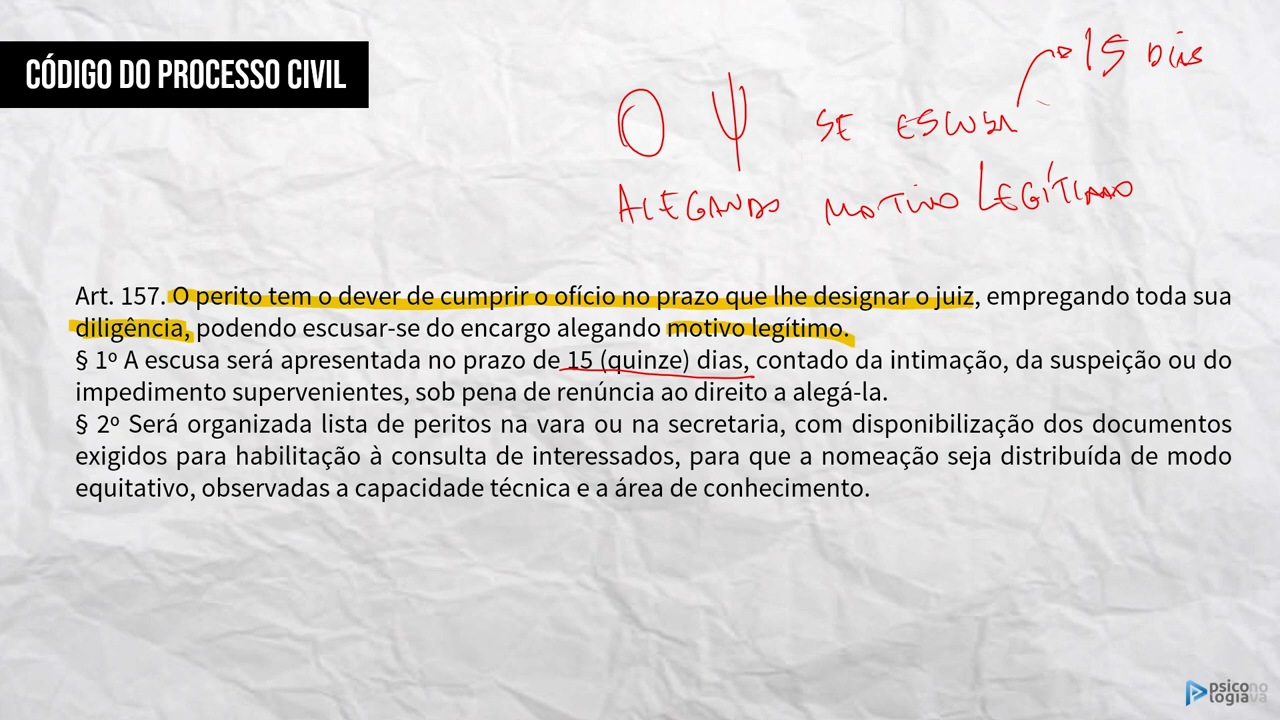 CÓDIGO DO PROCESSO CIVIL
15 DIAS
O Ψ SE ESCUSA
ALEGANDO MOTIVO LEGÍTIMO
Art. 157. O perito tem o dever de cumprir o ofício no prazo que lhe designar o juiz, empregando toda sua
diligência, podendo escusar-se do encargo alegando motivo legítimo.
§ 1º A escusa será apresentada no prazo de 15 (quinze) dias, contado da intimação, da suspeição ou do
impedimento supervenientes, sob pena de renúncia ao direito a alegá-la.
§ 2º Será organizada lista de peritos na vara ou na secretaria, com disponibilização dos documentos
exigidos para habilitação à consulta de interessados, para que a nomeação seja distribuída de modo
equitativo, observadas a capacidade técnica e a área de conhecimento.
psicono
logiava